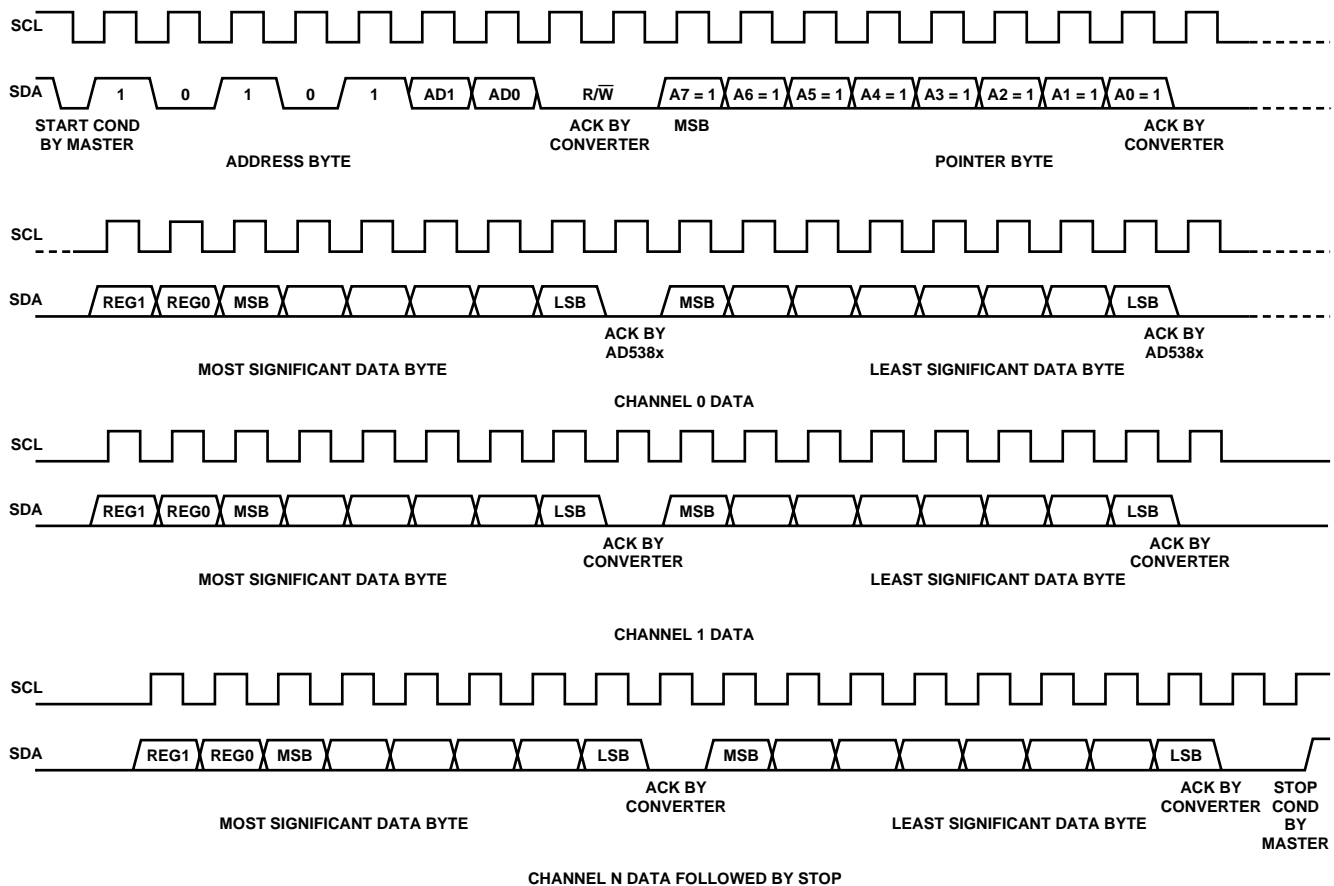 SCL
SDA 1 0 1 0 1 AD1 AD0 R/W̅ A7 = 1 A6 = 1 A5 = 1 A4 = 1 A3 = 1 A2 = 1 A1 = 1 A0 = 1
START COND BY MASTER
ACK BY CONVERTER
MSB
ACK BY CONVERTER
ADDRESS BYTE
POINTER BYTE
SCL
SDA REG1 REG0 MSB LSB MSB LSB
ACK BY AD538x
ACK BY AD538x
MOST SIGNIFICANT DATA BYTE
LEAST SIGNIFICANT DATA BYTE
CHANNEL 0 DATA
SCL
SDA REG1 REG0 MSB LSB MSB LSB
ACK BY CONVERTER
ACK BY CONVERTER
MOST SIGNIFICANT DATA BYTE
LEAST SIGNIFICANT DATA BYTE
CHANNEL 1 DATA
SCL
SDA REG1 REG0 MSB LSB MSB LSB
ACK BY CONVERTER
ACK BY CONVERTER
STOP COND BY MASTER
MOST SIGNIFICANT DATA BYTE
LEAST SIGNIFICANT DATA BYTE
CHANNEL N DATA FOLLOWED BY STOP